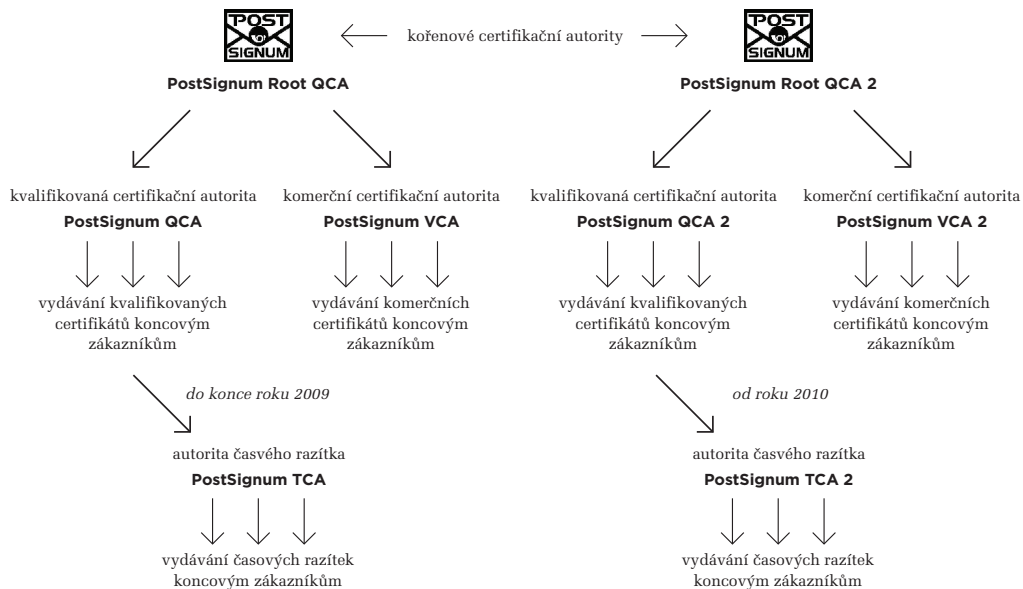 POST
SIGNUM
kořenové certifikační autority
POST
SIGNUM
PostSignum Root QCA
PostSignum Root QCA 2
kvalifikovaná certifikační autorita
PostSignum QCA
komerční certifikační autorita
PostSignum VCA
kvalifikovaná certifikační autorita
PostSignum QCA 2
komerční certifikační autorita
PostSignum VCA 2
vydávání kvalifikovaných
certifikátů koncovým
zákazníkům
vydávání komerčních
certifikátů koncovým
zákazníkům
vydávání kvalifikovaných
certifikátů koncovým
zákazníkům
vydávání komerčních
certifikátů koncovým
zákazníkům
do konce roku 2009
od roku 2010
autorita časvého razítka
PostSignum TCA
autorita časvého razítka
PostSignum TCA 2
vydávání časových razítek
koncovým zákazníkům
vydávání časových razítek
koncovým zákazníkům